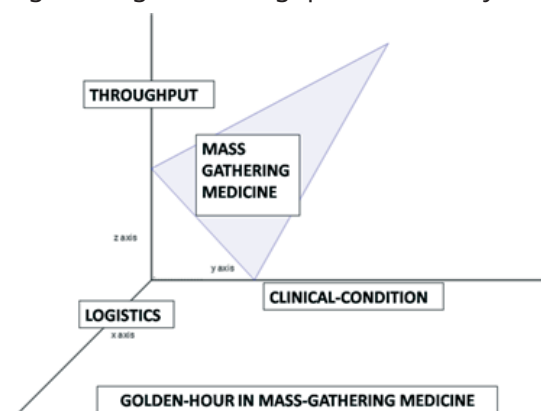 THROUGHPUT
MASS
GATHERING
MEDICINE
z axis
y axis
CLINICAL-CONDITION
LOGISTICS
x axis
GOLDEN-HOUR IN MASS-GATHERING MEDICINE